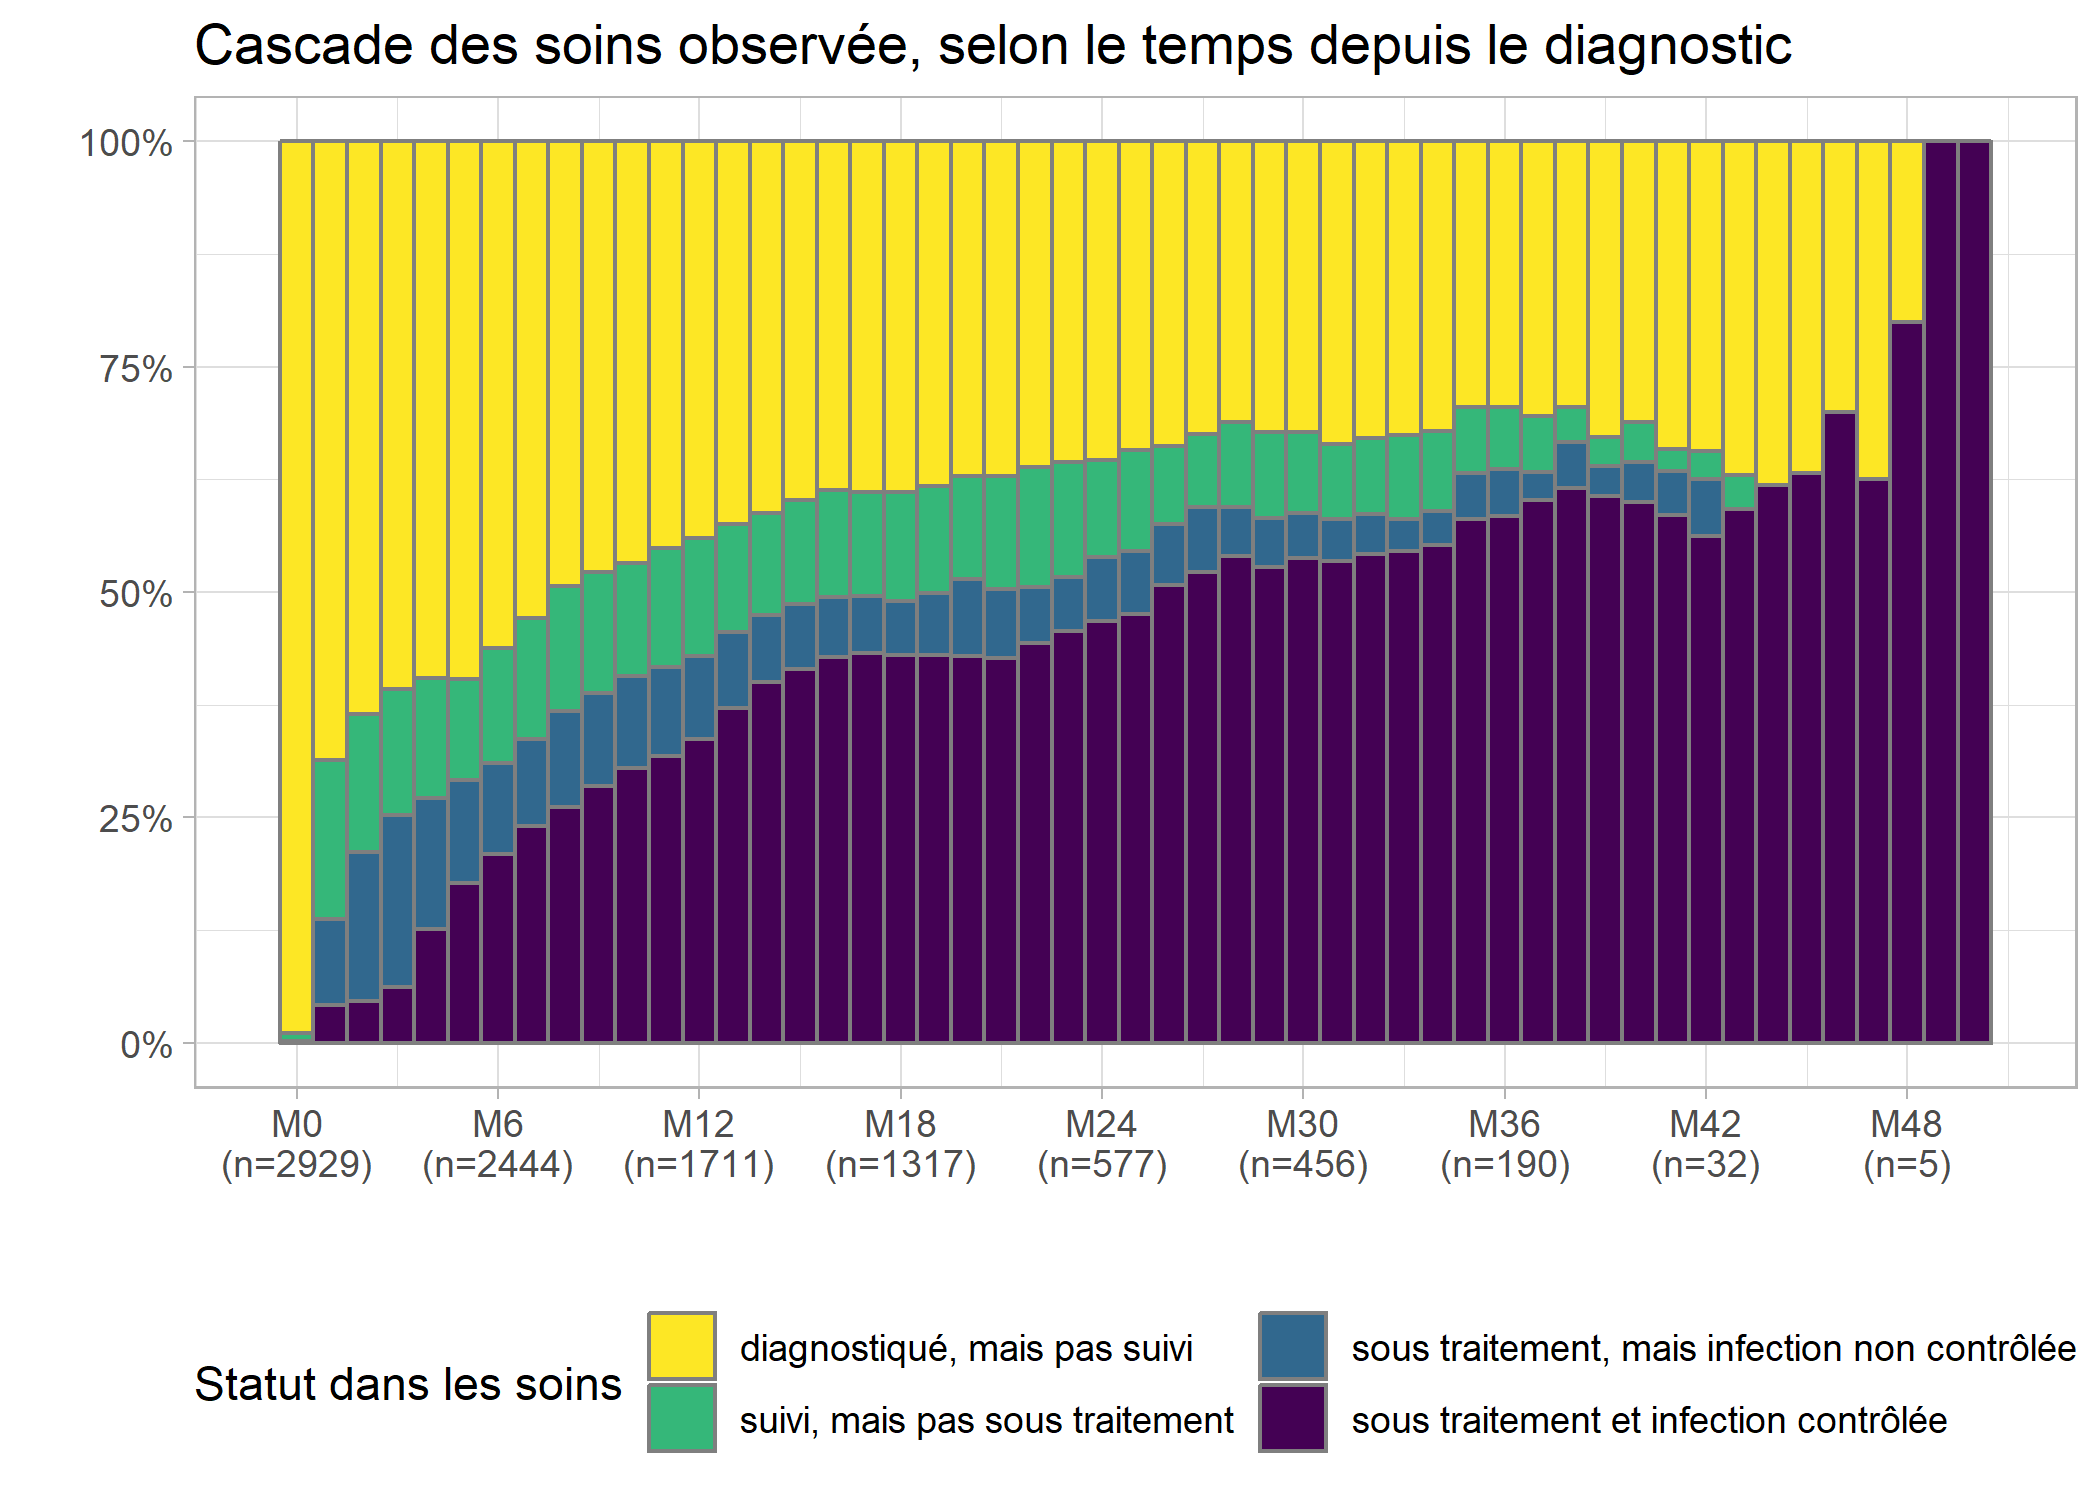 Cascade des soins observée, selon le temps depuis le diagnostic
100%
75%
50%
25%
0%
M0 M6 M12 M18 M24 M30 M36 M42 M48
(n=2929) (n=2444) (n=1711) (n=1317) (n=577) (n=456) (n=190) (n=32) (n=5)
Statut dans les soins
diagnostiqué, mais pas suivi
suivi, mais pas sous traitement
sous traitement, mais infection non contrôlée
sous traitement et infection contrôlée